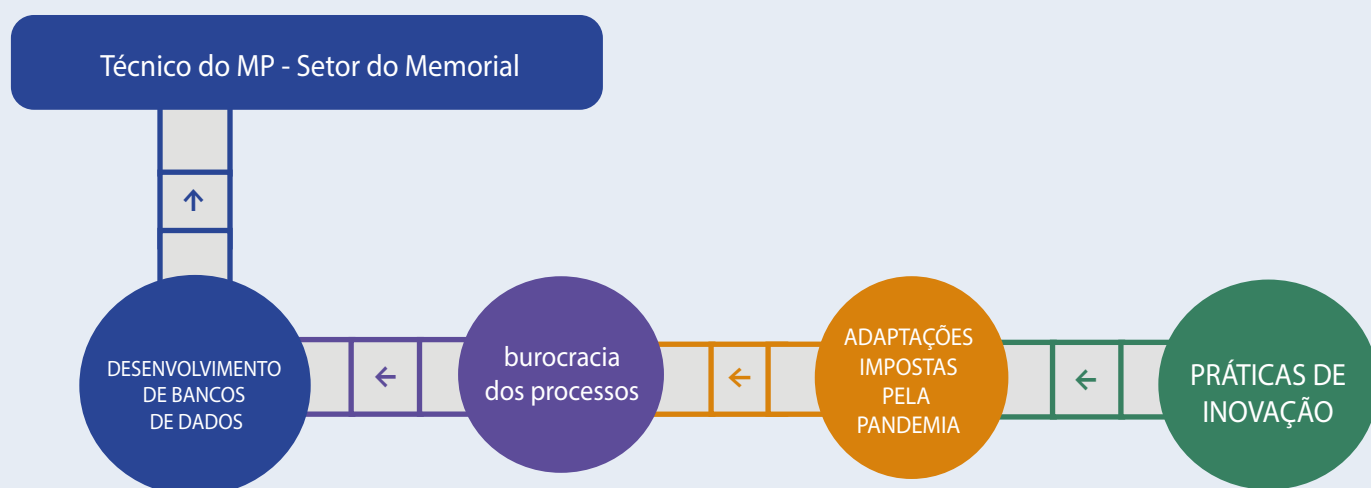 Técnico do MP - Setor do Memorial
DESENVOLVIMENTO
DE BANCOS
DE DADOS
burocracia
dos processos
ADAPTAÇÕES
IMPOSTAS
PELA
PANDEMIA
PRÁTICAS DE
INOVAÇÃO